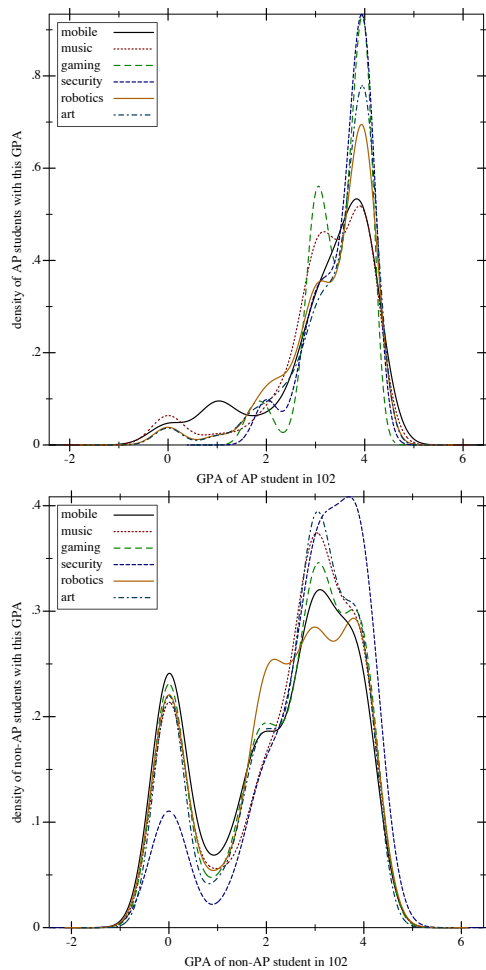 density of AP students with this GPA
.8
.6
.4
.2
0
mobile
music
gaming
security
robotics
art
-2 0 2 4 6
GPA of AP student in 102
density of non-AP students with this GPA
.4
.3
.2
.1
0
mobile
music
gaming
security
robotics
art
-2 0 2 4 6
GPA of non-AP student in 102